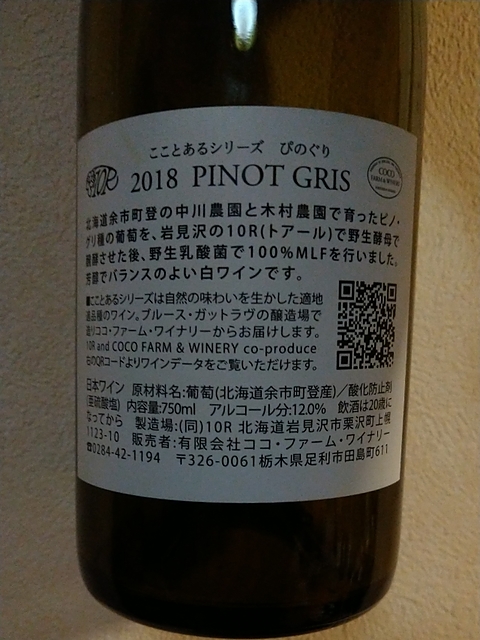 こことあるシリーズ ぴのぐり
10R 2018 PINOT GRIS COCO FARM & WINERY
北海道余市町登の中川農園と木村農園で育ったピノ・
グリ種の葡萄を、岩見沢の10R(トアール)で野生酵母で
醗酵させた後、野生乳酸菌で100%MLFを行いました。
芳醇でバランスのよい白ワインです。
■こことあるシリーズは自然の味わいを生かした適地
適品種のワイン。ブルース・ガットラヴの醸造場で
造りココ・ファーム・ワイナリーからお届けします。
10R and COCO FARM & WINERY co-produce
右のQRコードよりワインデータをご覧いただけます。
日本ワイン 原材料名:葡萄(北海道余市町登産)/酸化防止剤
(亜硫酸塩) 内容量:750ml アルコール分:12.0% 飲酒は20歳に
なってから 製造場:(同)10R 北海道岩見沢市栗沢町上幌
1123-10 販売者:有限会社ココ・ファーム・ワイナリー
☎0284-42-1194 〒326-0061栃木県足利市田島町611